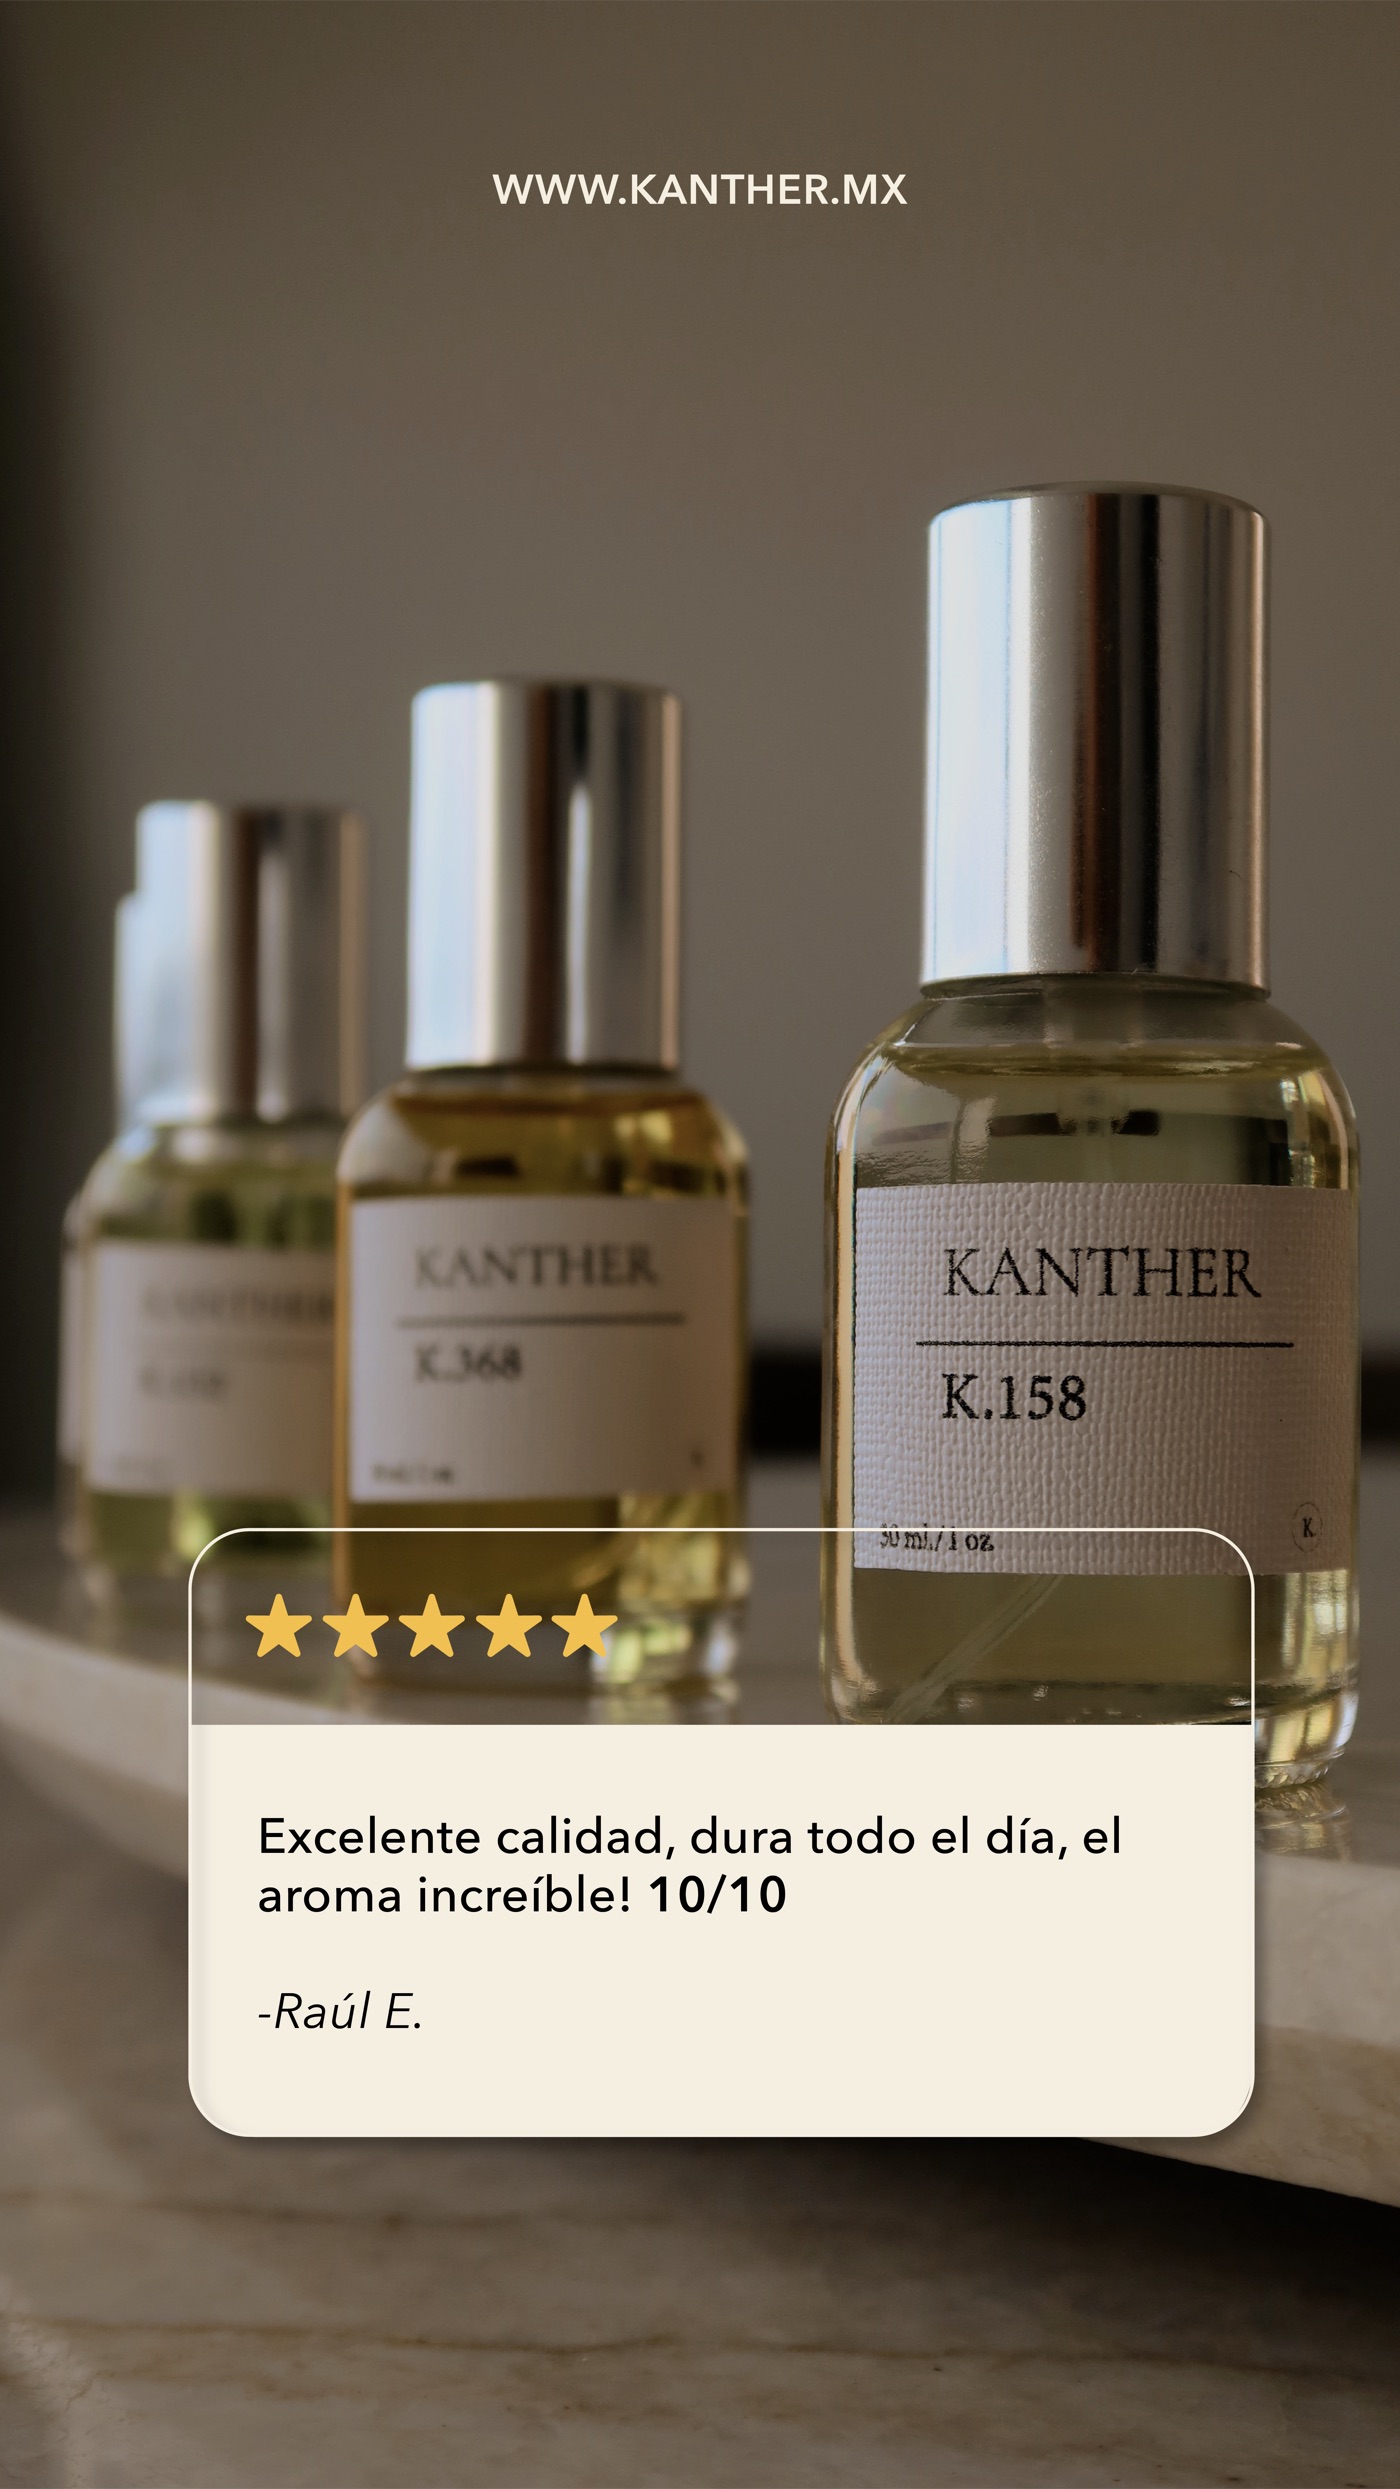 WWW.KANTHER.MX
KANTHER
K.368
KANTHER
K.158
30 ml./1 oz
K
Excelente calidad, dura todo el día, el
aroma increíble! 10/10
-Raúl E.